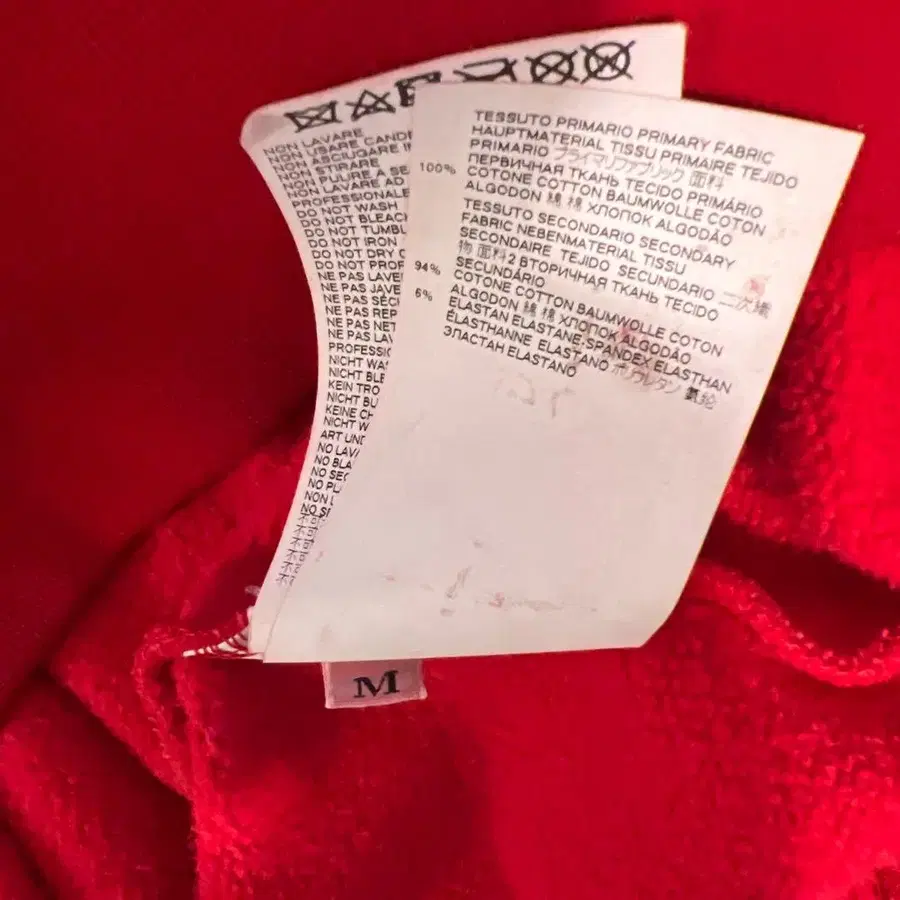 NON LAVARE
NON USARE CANDE
NON ASCIUGARE I
NON STIRARE
NON PULIRE A SE
NON LAVARE AD
PROFESSIONALE
DO NOT WASH
DO NOT BLEACH
DO NOT TUMBL
DO NOT IRON
DO NOT DRY C
DO NOT PROF
NE PAS LAVE
NE PAS JAVE
NE PAS SÉC
NE PAS REP
NE PAS NET
NE PAS LAV
PROFESSIO
NICHT WA
NICHT BLE
KEIN TRO
NICHT BU
KEINE CH
NICHT W
ART UND
NO LAVA
NO BLA
NO SEC
NO PL
NON L
NO S
TESSUTO PRIMARIO PRIMARY FABRIC
HAUPTMATERIAL TISSU PRIMAIRE TEJIDO
PRIMARIO プライマリファブリック 面料
ПЕРВИЧНАЯ ТКАНЬ TECIDO PRIMÁRIO
100% COTONE COTTON BAUMWOLLE COTON
ALGODON 綿 棉 ХЛОПОК ALGODÃO
TESSUTO SECONDARIO SECONDARY
FABRIC NEBENMATERIAL TISSU
SECONDAIRE TEJIDO SECUNDARIO 二次織
物 面料2 ВТОРИЧНАЯ ТКАНЬ TECIDO
SECUNDÁRIO
94% COTONE COTTON BAUMWOLLE COTON
ALGODON 綿 棉 ХЛОПОК ALGODÃO
6% ELASTAN ELASTANE-SPANDEX ELASTHAN
ÉLASTHANNE ELASTANO ポリウレタン 氨纶
ЭЛАСТАН ELASTANO
M